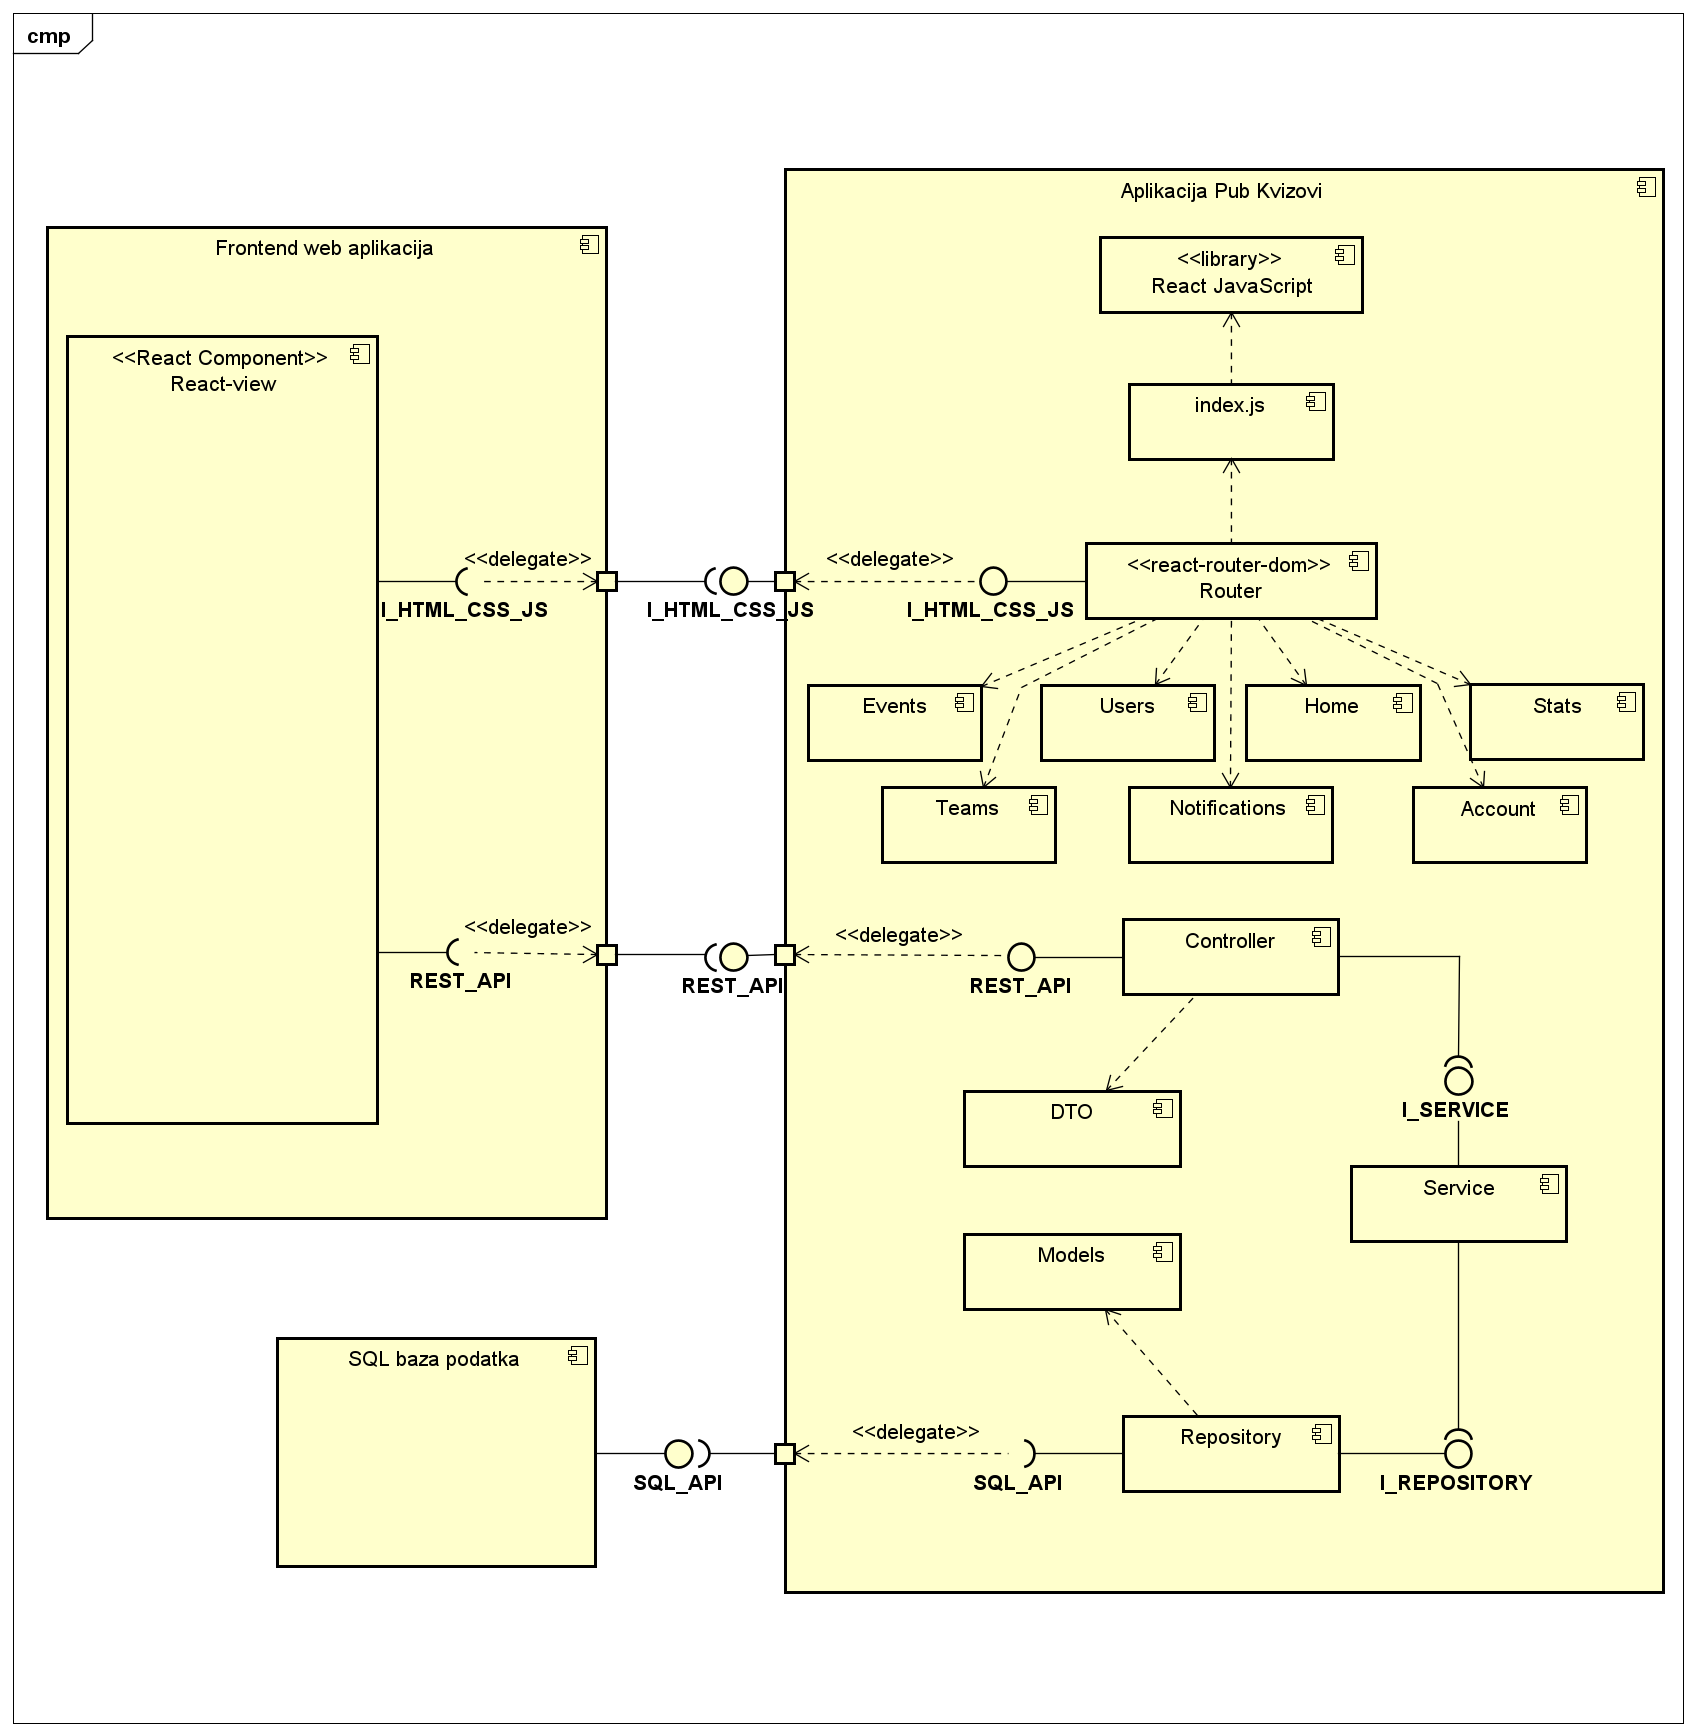 cmp
Aplikacija Pub Kvizovi
<<library>>
React JavaScript
Frontend web aplikacija
<<React Component>>
React-view
index.js
<<delegate>>
I_HTML_CSS_JS
I_HTML_CSS_JS
<<delegate>>
I_HTML_CSS_JS
<<react-router-dom>>
Router
Events
Users
Home
Stats
Teams
Notifications
Account
<<delegate>>
REST_API
REST_API
<<delegate>>
REST_API
Controller
DTO
I_SERVICE
Service
Models
SQL baza podatka
SQL_API
<<delegate>>
SQL_API
Repository
I_REPOSITORY